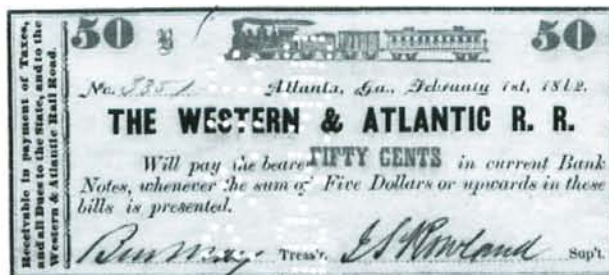 Receivable in payment of Taxes,
and all Dues to the State, and to the
Western & Atlantic Rail Road.
50 50
No. Atlanta, Ga., February 1st, 1862.
THE WESTERN & ATLANTIC R. R.
Will pay the beare FIFTY CENTS in current Bank
Notes, whenever the sum of Five Dollars or upwards in these
bills is presented.
Treas'r. J S Rowland Sup't